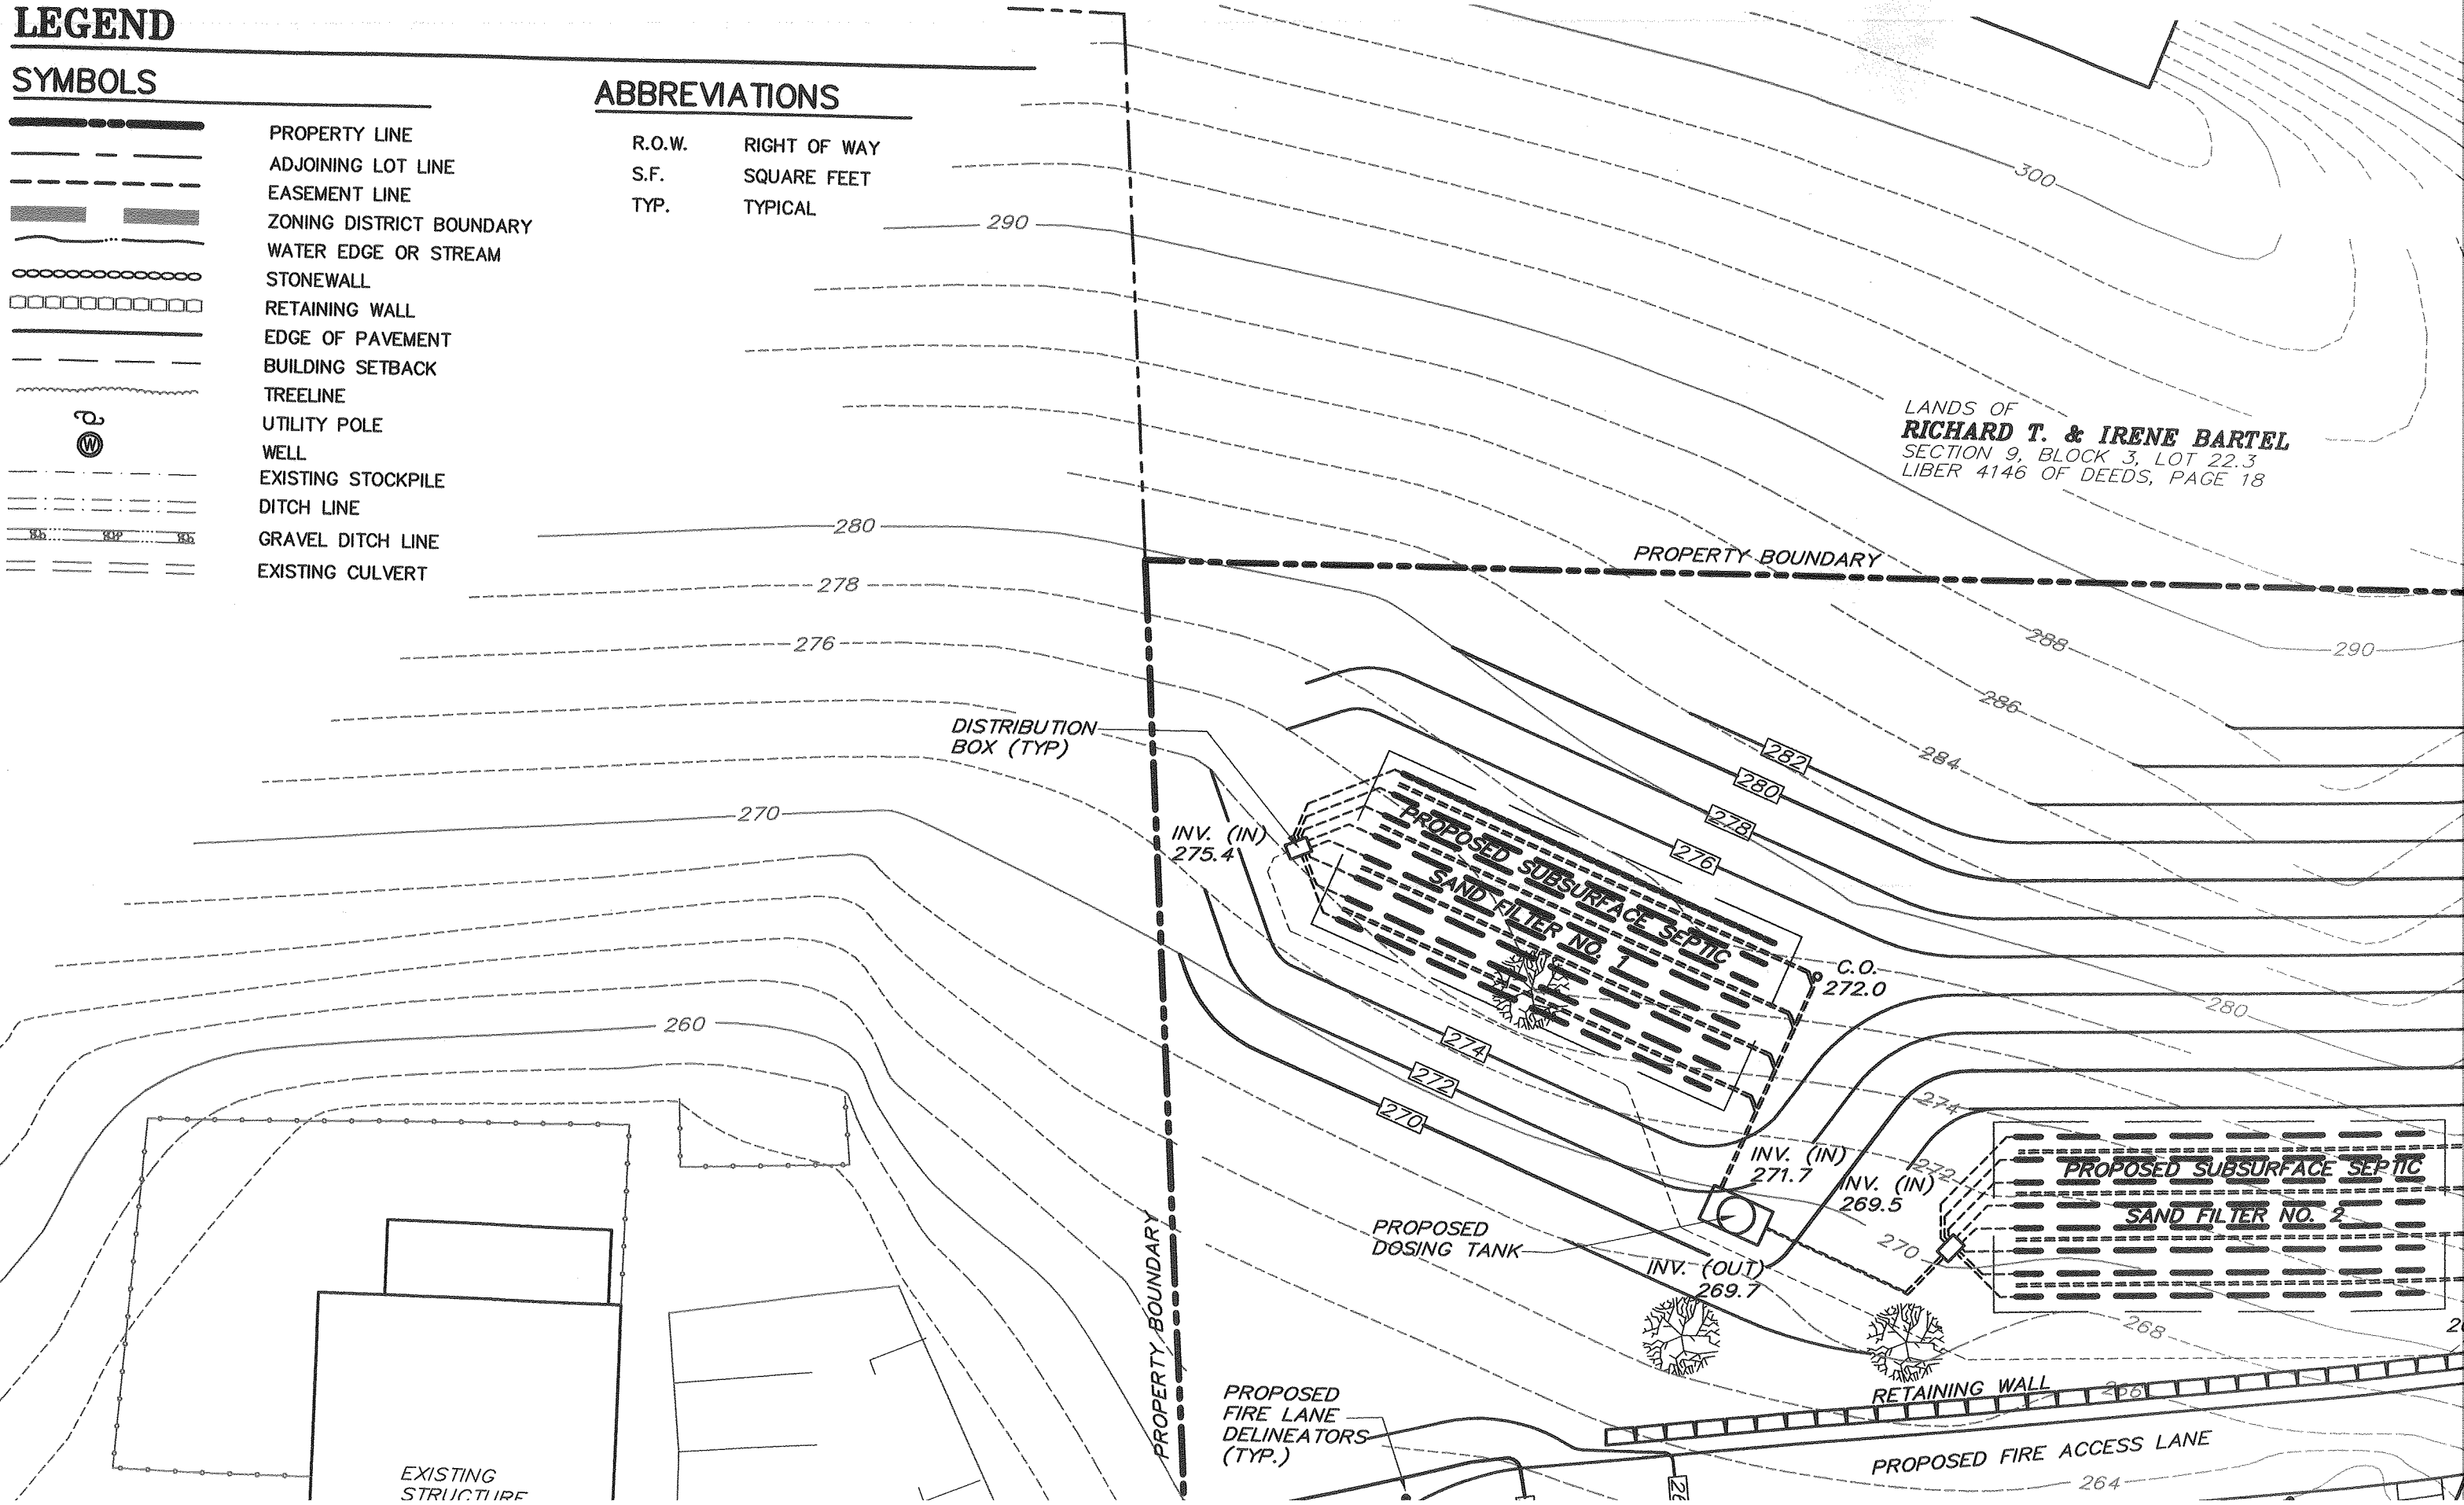 LEGEND
SYMBOLS
PROPERTY LINE
ADJOINING LOT LINE
EASEMENT LINE
ZONING DISTRICT BOUNDARY
WATER EDGE OR STREAM
STONEWALL
RETAINING WALL
EDGE OF PAVEMENT
BUILDING SETBACK
TREELINE
UTILITY POLE
W
WELL
EXISTING STOCKPILE
DITCH LINE
GRAVEL DITCH LINE
EXISTING CULVERT
ABBREVIATIONS
R.O.W. RIGHT OF WAY
S.F. SQUARE FEET
TYP. TYPICAL
290
300
LANDS OF
RICHARD T. & IRENE BARTEL
SECTION 9, BLOCK 3, LOT 22.3
LIBER 4146 OF DEEDS, PAGE 18
280
278
276
270
260
PROPERTY BOUNDARY
288
290
286
284
282
280
278
276
DISTRIBUTION
BOX (TYP)
INV. (IN)
275.4
PROPOSED SUBSURFACE SEPTIC
SAND FILTER NO. 1
C.O.
272.0
280
274
272
270
274
272
270
INV. (IN)
271.7
INV. (IN)
269.5
PROPOSED SUBSURFACE SEPTIC
SAND FILTER NO. 2
PROPOSED
DOSING TANK
INV. (OUT)
269.7
268
266
PROPERTY BOUNDARY
RETAINING WALL
PROPOSED
FIRE LANE
DELINEATORS
(TYP.)
PROPOSED FIRE ACCESS LANE
264
EXISTING
STRUCTURE